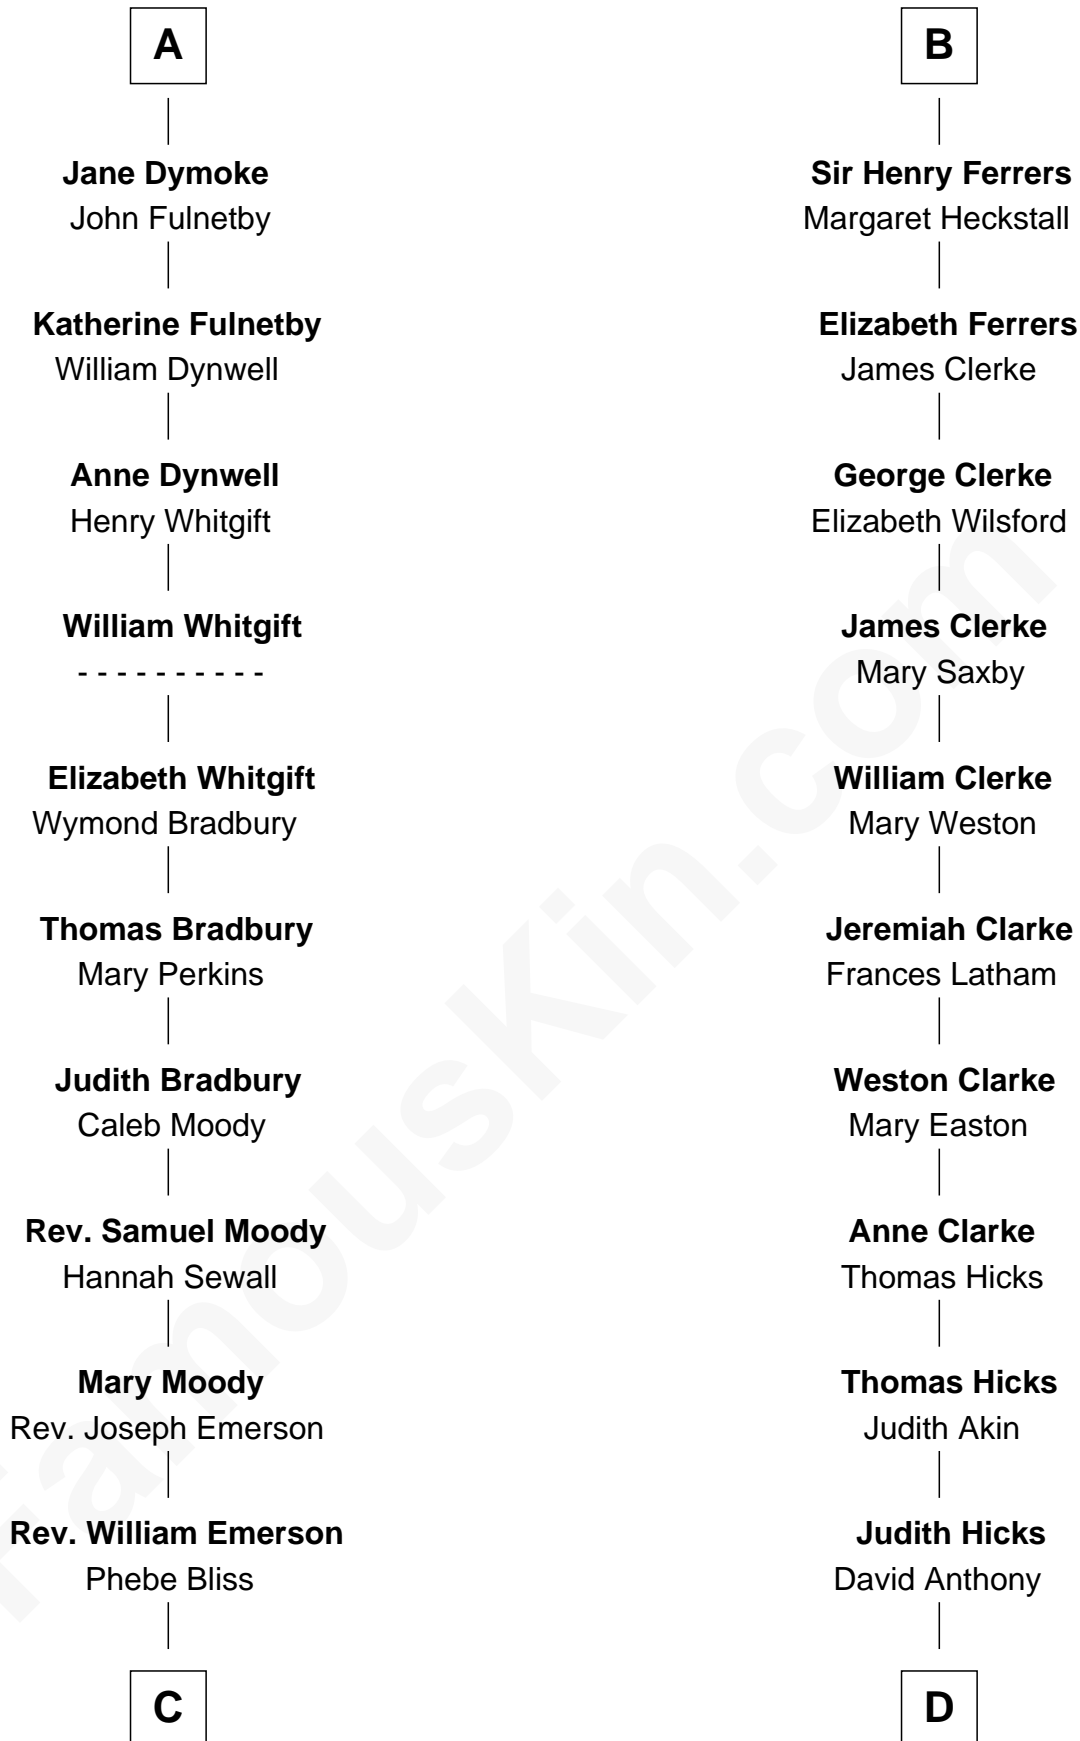 A
Jane Dymoke
John Fulnetby
Katherine Fulnetby
William Dynwell
Anne Dynwell
Henry Whitgift
William Whitgift
- - - - - - - - - -
Elizabeth Whitgift
Wymond Bradbury
Thomas Bradbury
Mary Perkins
Judith Bradbury
Caleb Moody
Rev. Samuel Moody
Hannah Sewall
Mary Moody
Rev. Joseph Emerson
Rev. William Emerson
Phebe Bliss
C
B
Sir Henry Ferrers
Margaret Heckstall
Elizabeth Ferrers
James Clerke
George Clerke
Elizabeth Wilsford
James Clerke
Mary Saxby
William Clerke
Mary Weston
Jeremiah Clarke
Frances Latham
Weston Clarke
Mary Easton
Anne Clarke
Thomas Hicks
Thomas Hicks
Judith Akin
Judith Hicks
David Anthony
D
FamousKin.com